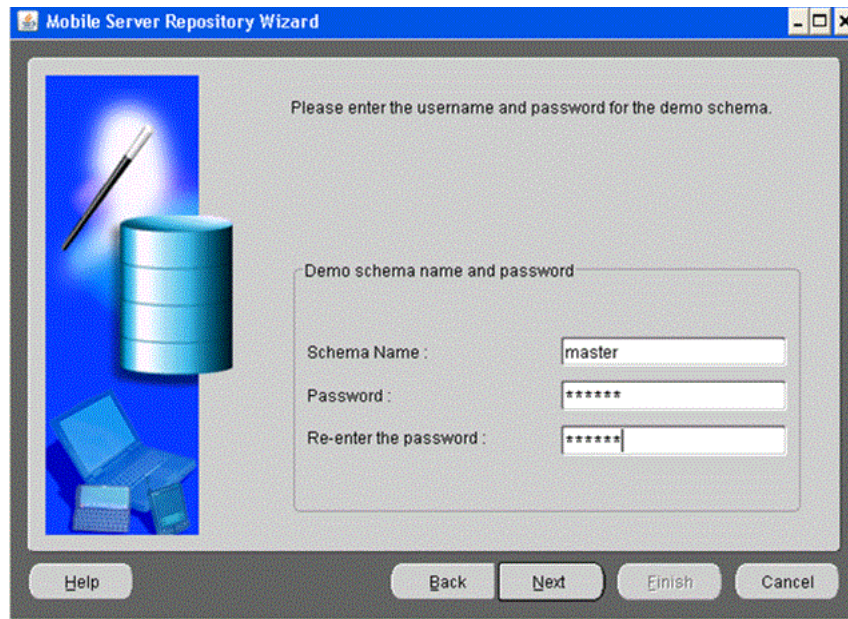 Mobile Server Repository Wizard
Please enter the username and password for the demo schema.
Demo schema name and password
Schema Name : master
Password : ******
Re-enter the password : ******
Help Back Next Finish Cancel